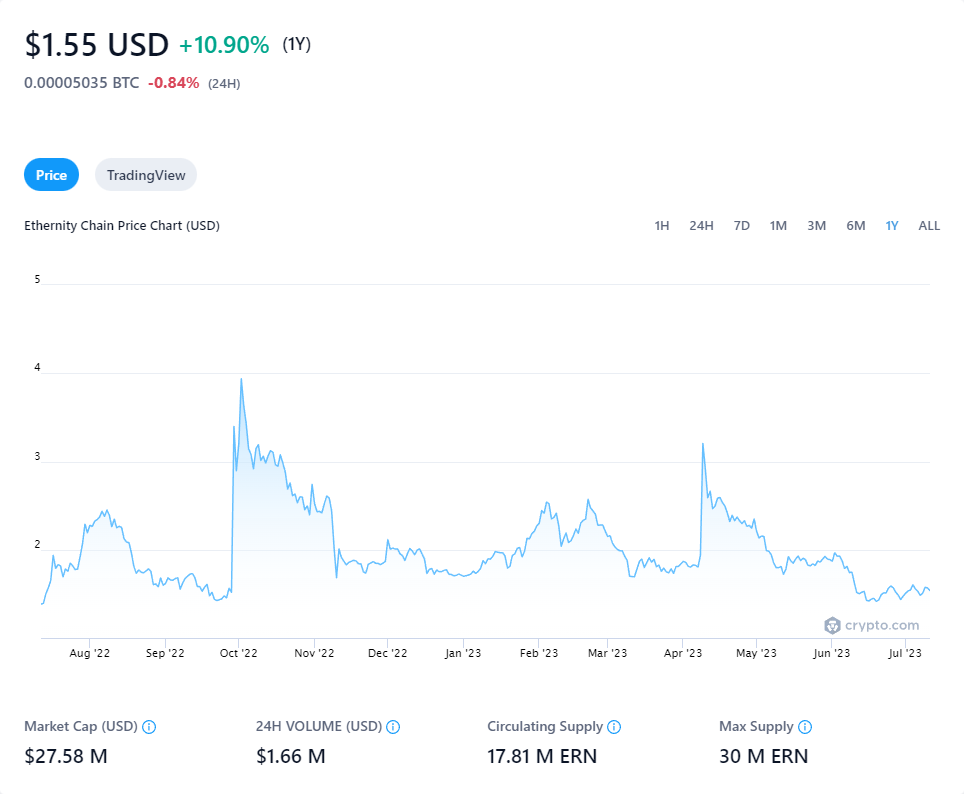 $1.55 USD +10.90% (1Y)
0.00005035 BTC -0.84% (24H)
Price TradingView
Ethernity Chain Price Chart (USD) 1H 24H 7D 1M 3M 6M 1Y ALL
5
4
3
2
crypto.com
Aug '22 Sep '22 Oct '22 Nov '22 Dec '22 Jan '23 Feb '23 Mar '23 Apr '23 May '23 Jun '23 Jul '23
Market Cap (USD) 24H VOLUME (USD) Circulating Supply Max Supply
$27.58 M $1.66 M 17.81 M ERN 30 M ERN